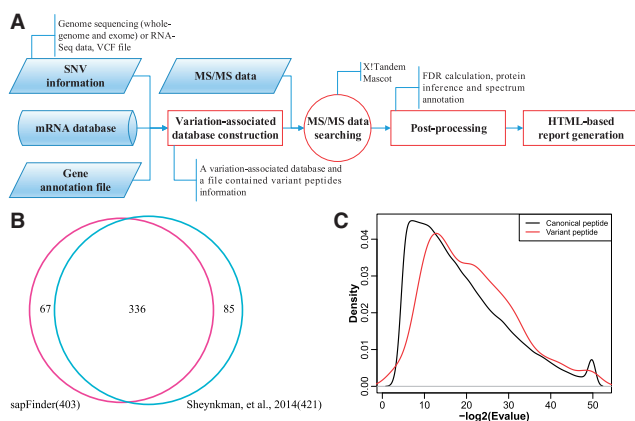 A
Genome sequencing (whole-
genome and exome) or RNA-
Seq data, VCF file
SNV
information
MS/MS data
X!Tandem
Mascot
FDR calculation, protein
inference and spectrum
annotation
mRNA database
Variation-associated
database construction
MS/MS data
searching
Post-processing
HTML-based
report generation
Gene
annotation file
A variation-associated database and
a file contained variant peptides
information
B
67
336
85
sapFinder(403)
Sheynkman, et al., 2014(421)
C
Canonical peptide
Variant peptide
Density
0.04
0.03
0.02
0.01
0.00
0
10
20
30
40
50
−log2(Evalue)